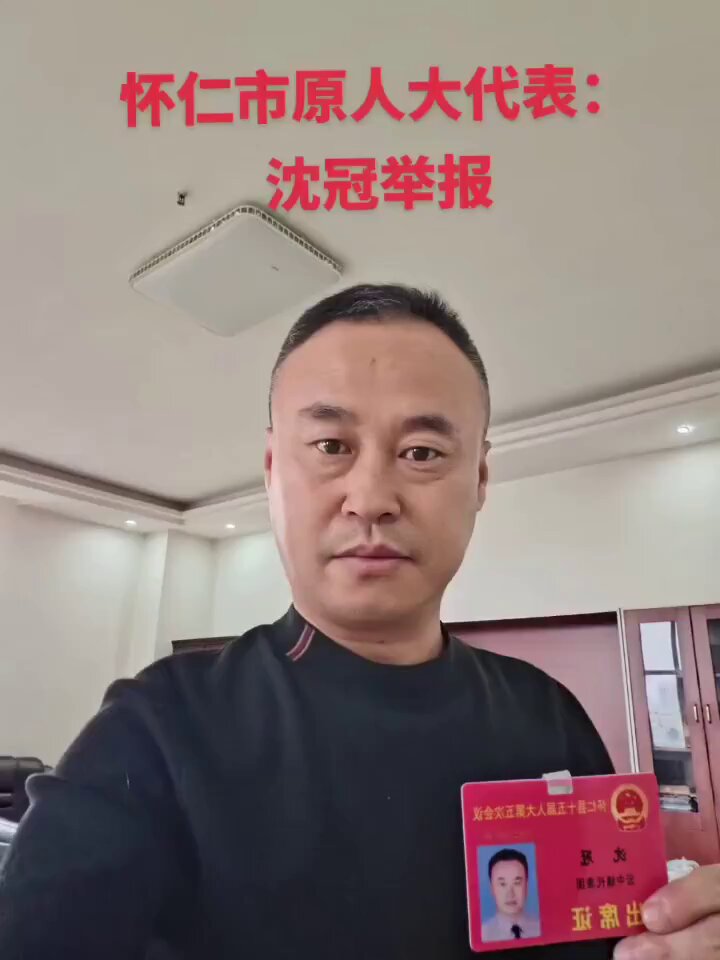 怀仁市原人大代表：
沈冠举报
怀仁县十五届人大第五次会议
沈冠
云中镇代表团
出席证